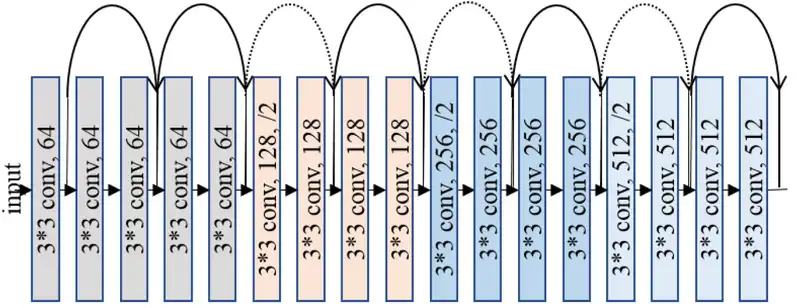 input
3*3 conv, 64
3*3 conv, 64
3*3 conv, 64
3*3 conv, 64
3*3 conv, 64
3*3 conv, 128, /2
3*3 conv, 128
3*3 conv, 128
3*3 conv, 128
3*3 conv, 256, /2
3*3 conv, 256
3*3 conv, 256
3*3 conv, 256
3*3 conv, 512, /2
3*3 conv, 512
3*3 conv, 512
3*3 conv, 512